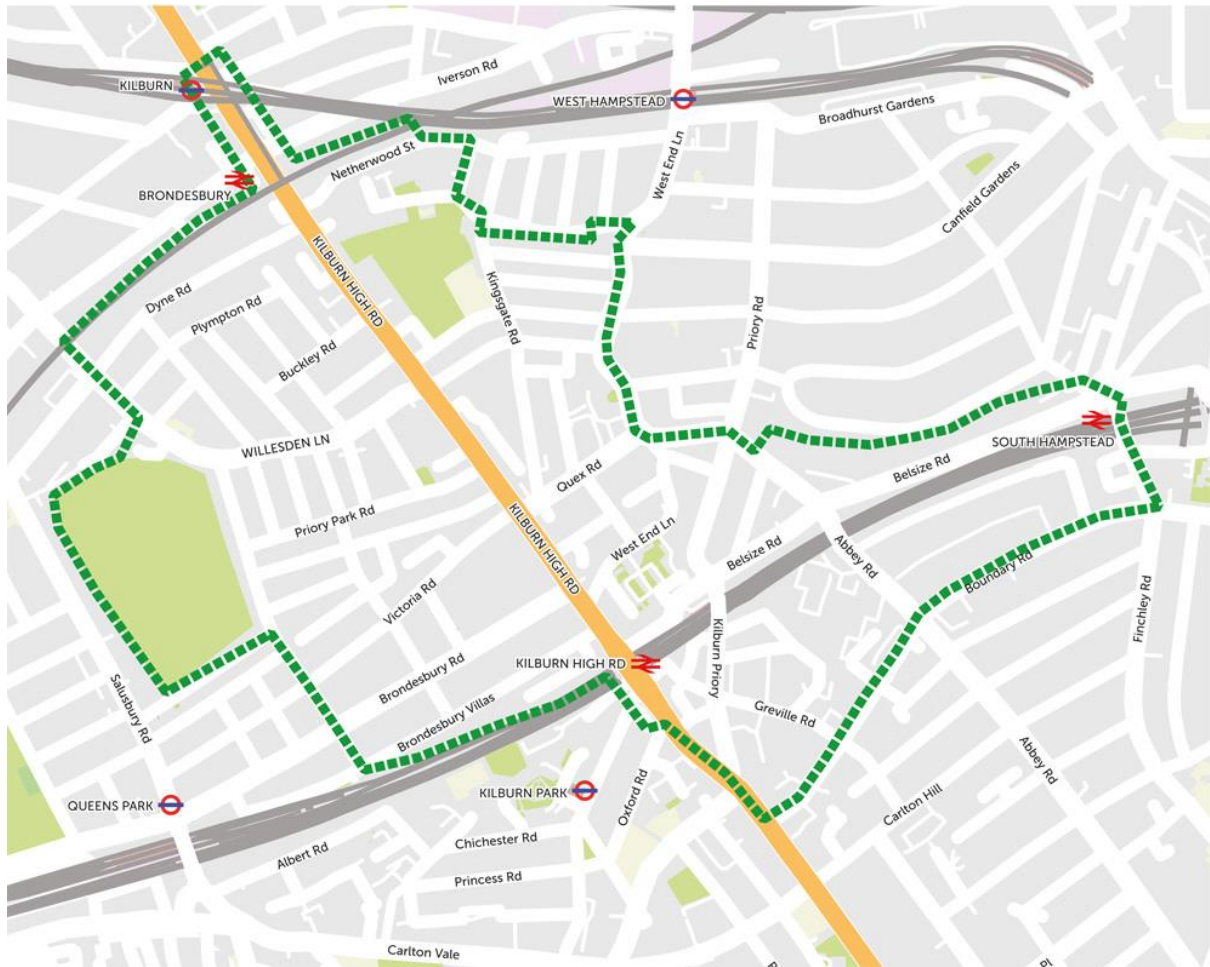 Iverson Rd
KILBURN
WEST HAMPSTEAD
Broadhurst Gardens
Netherwood St
West End Ln
Canfield Gardens
BRONDESBURY
KILBURN HIGH RD
Dyne Rd
Plympton Rd
Buckley Rd
Kingsgate Rd
Priory Rd
SOUTH HAMPSTEAD
WILLESDEN LN
Quex Rd
Belsize Rd
Priory Park Rd
KILBURN HIGH RD
West End Ln
Belsize Rd
Abbey Rd
Boundary Rd
Victoria Rd
Finchley Rd
Kilburn Priory
KILBURN HIGH RD
Brondesbury Rd
Salusbury Rd
Brondesbury Villas
Greville Rd
Abbey Rd
QUEENS PARK
KILBURN PARK
Oxford Rd
Carlton Hill
Chichester Rd
Albert Rd
Princess Rd
Carlton Vale
Pl